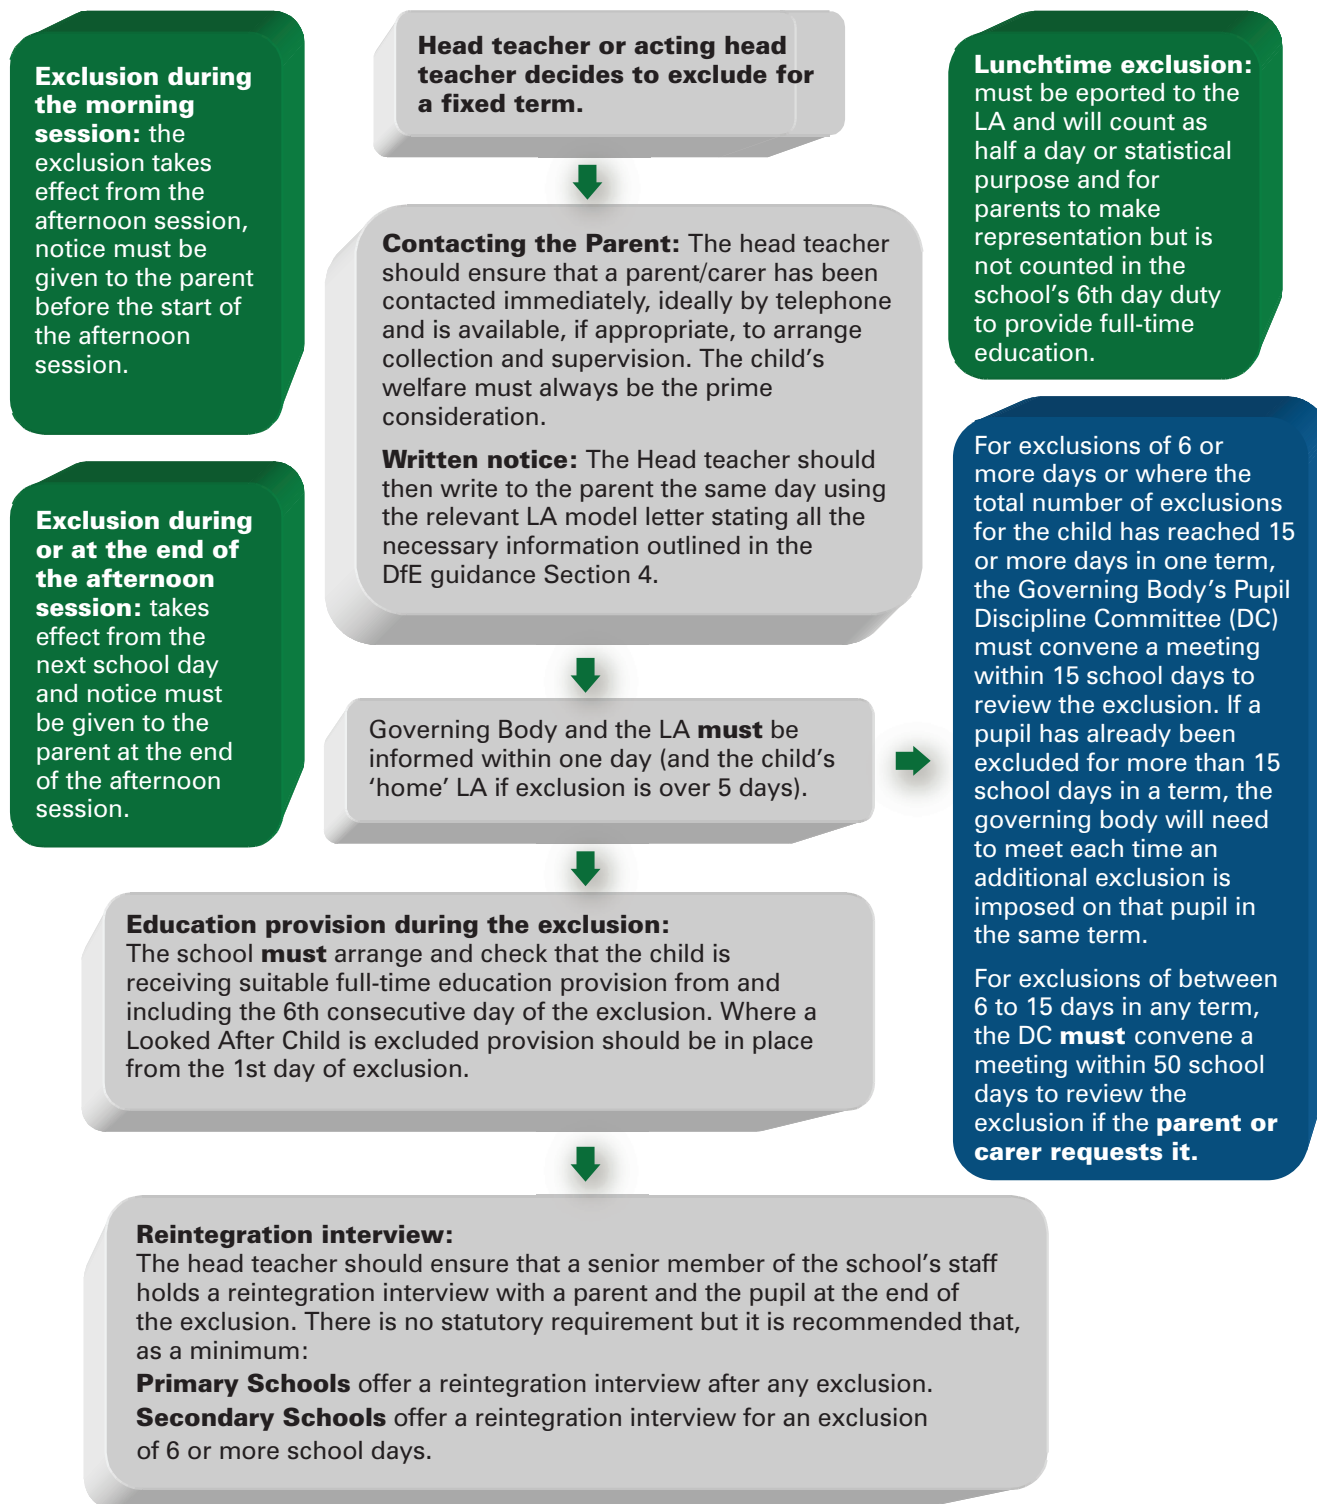 Exclusion during
the morning
session: the
exclusion takes
effect from the
afternoon session,
notice must be
given to the parent
before the start of
the afternoon
session.
Head teacher or acting head
teacher decides to exclude for
a fixed term.
Lunchtime exclusion:
must be eported to the
LA and will count as
half a day or statistical
purpose and for
parents to make
representation but is
not counted in the
school's 6th day duty
to provide full-time
education.
Contacting the Parent: The head teacher
should ensure that a parent/carer has been
contacted immediately, ideally by telephone
and is available, if appropriate, to arrange
collection and supervision. The child's
welfare must always be the prime
consideration.
Written notice: The Head teacher should
then write to the parent the same day using
the relevant LA model letter stating all the
necessary information outlined in the
DfE guidance Section 4.
Exclusion during
or at the end of
the afternoon
session: takes
effect from the
next school day
and notice must
be given to the
parent at the end
of the afternoon
session.
Governing Body and the LA must be
informed within one day (and the child's
'home' LA if exclusion is over 5 days).
For exclusions of 6 or
more days or where the
total number of exclusions
for the child has reached 15
or more days in one term,
the Governing Body's Pupil
Discipline Committee (DC)
must convene a meeting
within 15 school days to
review the exclusion. If a
pupil has already been
excluded for more than 15
school days in a term, the
governing body will need
to meet each time an
additional exclusion is
imposed on that pupil in
the same term.
For exclusions of between
6 to 15 days in any term,
the DC must convene a
meeting within 50 school
days to review the
exclusion if the parent or
carer requests it.
Education provision during the exclusion:
The school must arrange and check that the child is
receiving suitable full-time education provision from and
including the 6th consecutive day of the exclusion. Where a
Looked After Child is excluded provision should be in place
from the 1st day of exclusion.
Reintegration interview:
The head teacher should ensure that a senior member of the school's staff
holds a reintegration interview with a parent and the pupil at the end of
the exclusion. There is no statutory requirement but it is recommended that,
as a minimum:
Primary Schools offer a reintegration interview after any exclusion.
Secondary Schools offer a reintegration interview for an exclusion
of 6 or more school days.